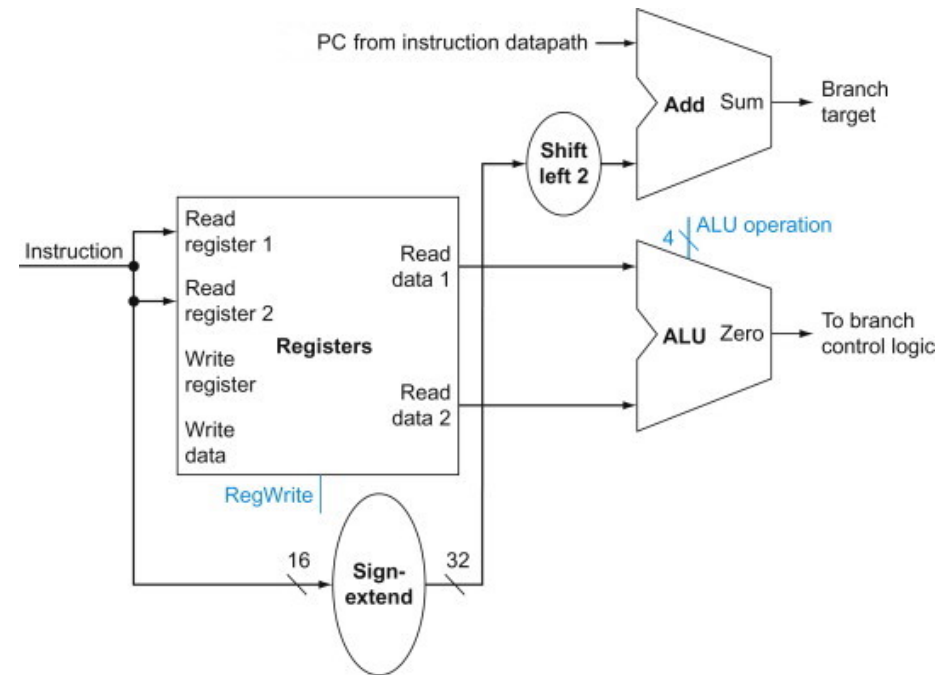 PC from instruction datapath
Add Sum
Branch
target
Shift
left 2
4
ALU operation
Instruction
Read
register 1
Read
data 1
Read
register 2
Registers
ALU Zero
To branch
control logic
Write
register
Read
data 2
Write
data
RegWrite
16
32
Sign-
extend